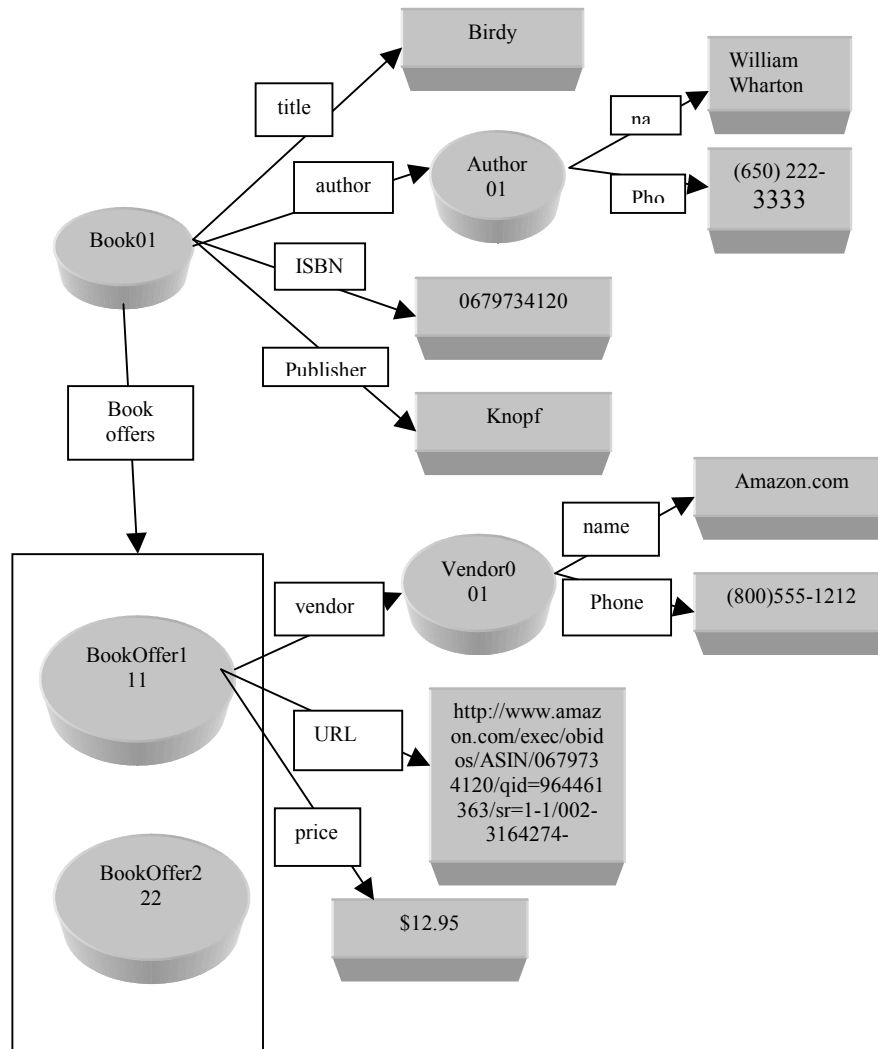 Birdy
William
Wharton
title
na
Author
01
(650) 222-
3333
author
Pho
Book01
ISBN
0679734120
Publisher
Book
offers
Knopf
Amazon.com
name
Vendor0
01
vendor
Phone
(800)555-1212
BookOffer1
11
URL
http://www.amaz
on.com/exec/obid
os/ASIN/067973
4120/qid=964461
363/sr=1-1/002-
3164274-
price
BookOffer2
22
$12.95